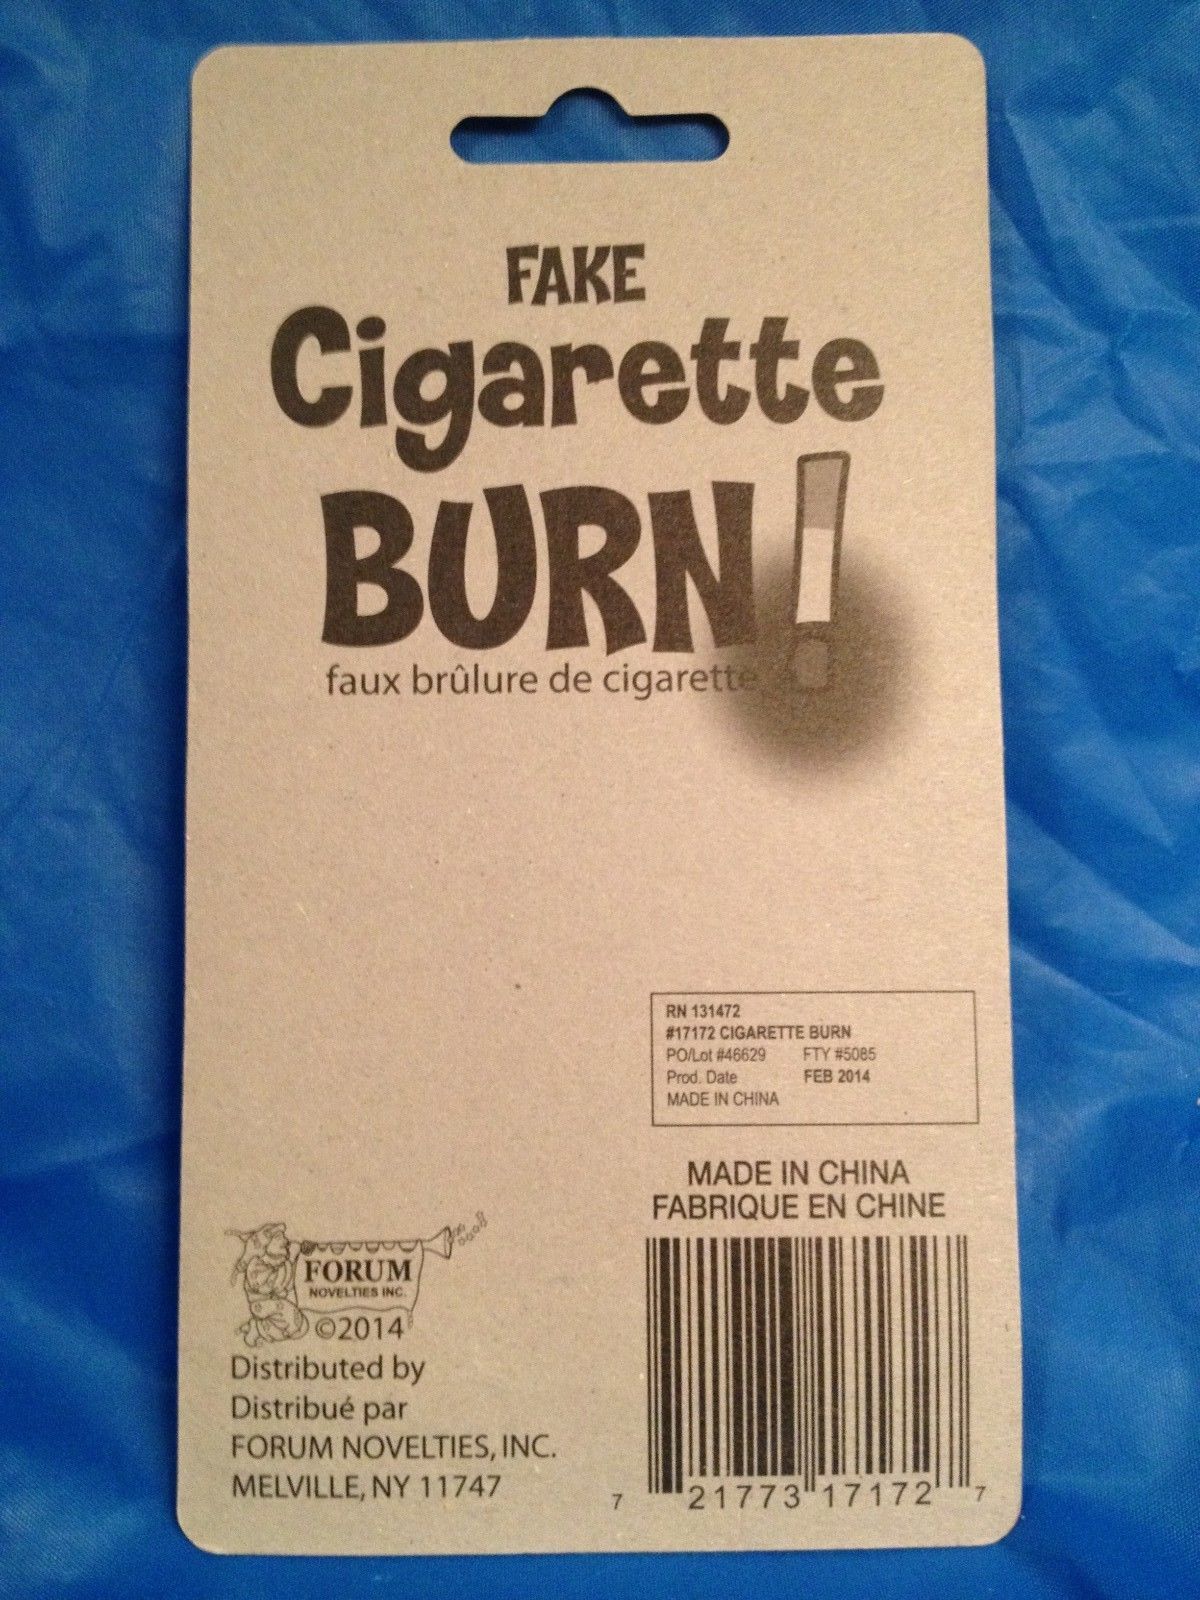 FAKE
Cigarette
BURN!
faux brûlure de cigarette
RN 131472
#17172 CIGARETTE BURN
PO/Lot #46629 FTY #5085
Prod. Date FEB 2014
MADE IN CHINA
MADE IN CHINA
FABRIQUE EN CHINE
FORUM
NOVELTIES INC.
©2014
Distributed by
Distribué par
FORUM NOVELTIES, INC.
MELVILLE, NY 11747
7 21773 17172 7